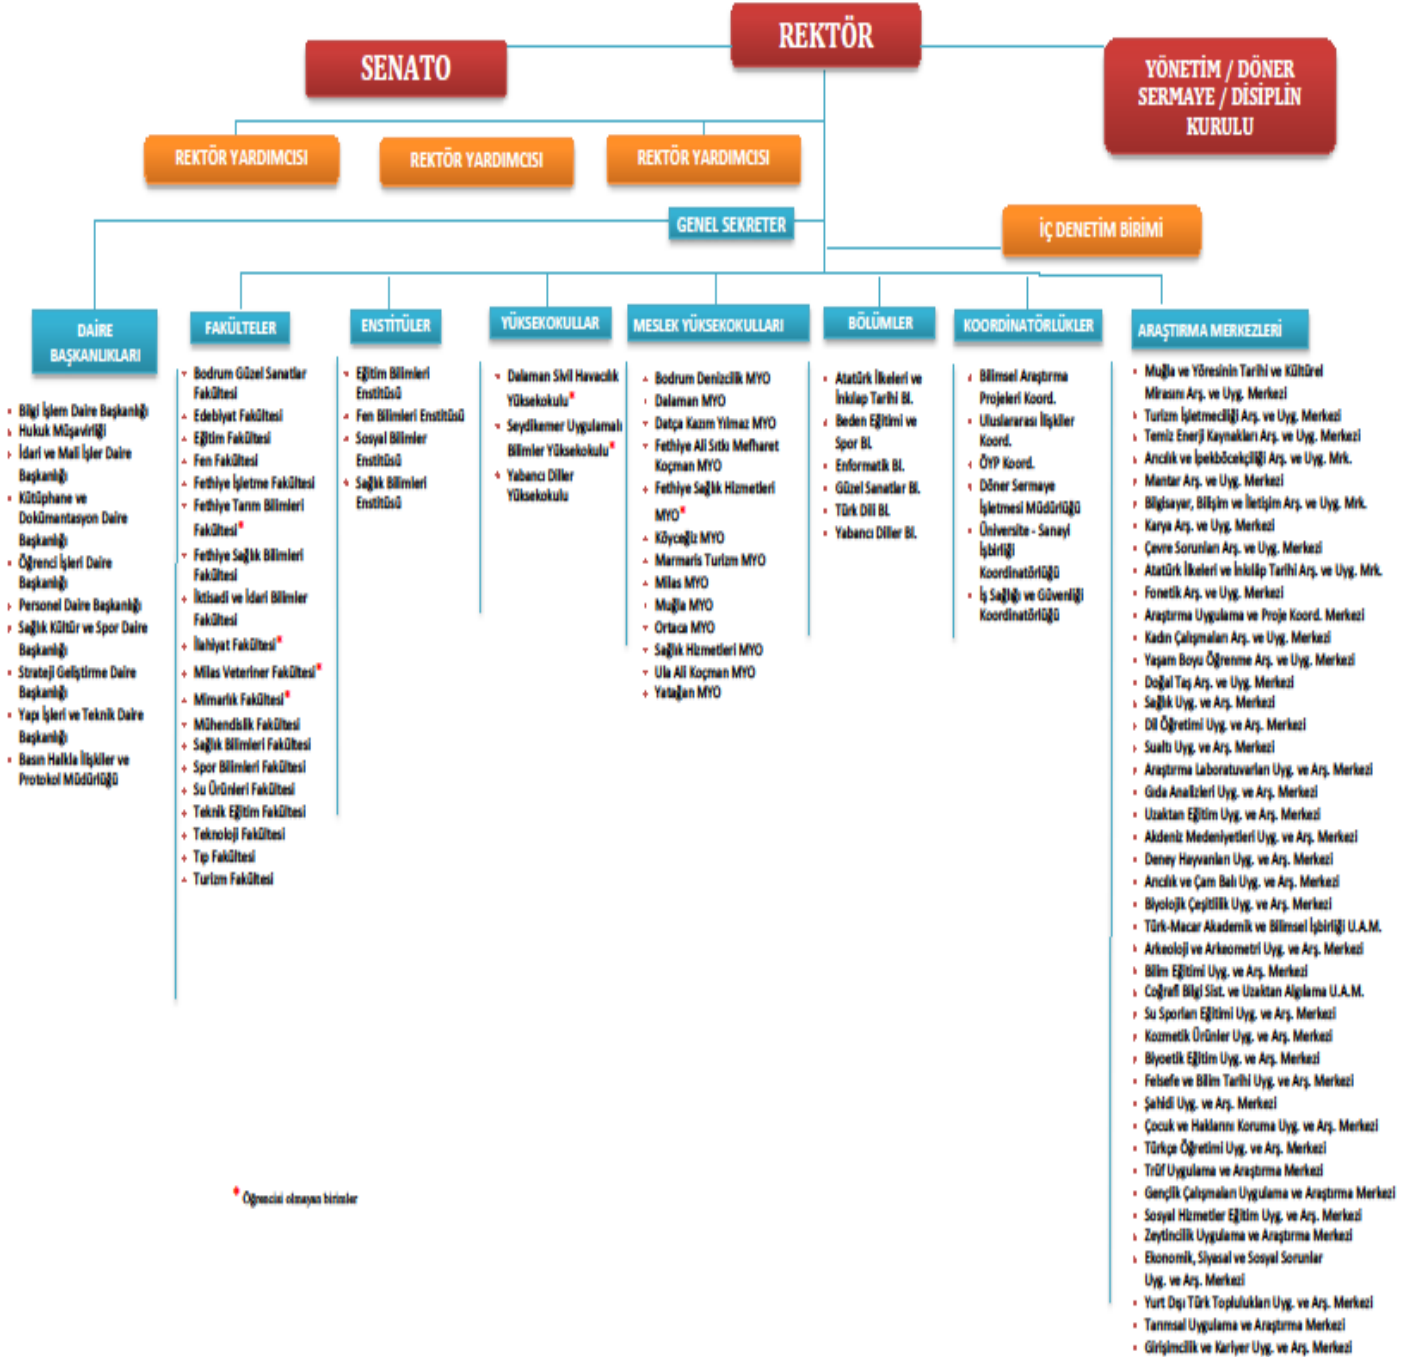 REKTÖR
SENATO
YÖNETİM / DÖNER
SERMAYE / DİSİPLİN
KURULU
REKTÖR YARDIMCISI
REKTÖR YARDIMCISI
REKTÖR YARDIMCISI
GENEL SEKRETER
İÇ DENETİM BİRİMİ
DAİRE
BAŞKANLIKLARI
Bilgi İşlem Daire Başkanlığı
Hukuk Müşavirliği
İdari ve Mali İşler Daire
Başkanlığı
Kütüphane ve
Dokümantasyon Daire
Başkanlığı
Öğrenci İşleri Daire
Başkanlığı
Personel Daire Başkanlığı
Sağlık Kültür ve Spor Daire
Başkanlığı
Strateji Geliştirme Daire
Başkanlığı
Yapı İşleri ve Teknik Daire
Başkanlığı
Basın Halkla İlişkiler ve
Protokol Müdürlüğü
FAKÜLTELER
Bodrum Güzel Sanatlar
Fakültesi
Edebiyat Fakültesi
Eğitim Fakültesi
Fen Fakültesi
Fethiye İşletme Fakültesi
Fethiye Tarım Bilimleri
Fakültesi*
Fethiye Sağlık Bilimleri
Fakültesi
İktisadi ve İdari Bilimler
Fakültesi
İlahiyat Fakültesi*
Milas Veteriner Fakültesi*
Mimarlık Fakültesi*
Mühendislik Fakültesi
Sağlık Bilimleri Fakültesi
Spor Bilimleri Fakültesi
Su Ürünleri Fakültesi
Teknik Eğitim Fakültesi
Teknoloji Fakültesi
Tıp Fakültesi
Turizm Fakültesi
ENSTİTÜLER
Eğitim Bilimleri
Enstitüsü
Fen Bilimleri Enstitüsü
Sosyal Bilimler
Enstitüsü
Sağlık Bilimleri
Enstitüsü
YÜKSEKOKULLAR
Dalaman Sivil Havacılık
Yüksekokulu*
Seydikemer Uygulamalı
Bilimler Yüksekokulu*
Yabancı Diller
Yüksekokulu
MESLEK YÜKSEKOKULLARI
Bodrum Denizcilik MYO
Dalaman MYO
Datça Kazım Yılmaz MYO
Fethiye Ali Sıtkı Mefharet
Koçman MYO
Fethiye Sağlık Hizmetleri
MYO*
Köyceğiz MYO
Marmaris Turizm MYO
Milas MYO
Muğla MYO
Ortaca MYO
Sağlık Hizmetleri MYO
Ula Ali Koçman MYO
Yatağan MYO
BÖLÜMLER
Atatürk İlkeleri ve
İnkılap Tarihi Bl.
Beden Eğitimi ve
Spor Bl.
Enformatik Bl.
Güzel Sanatlar Bl.
Türk Dili BL
Yabancı Diller Bl.
KOORDİNATÖRLÜKLER
Bilimsel Araştırma
Projeleri Koord.
Uluslararası İlişkiler
Koord.
ÖYP Koord.
Döner Sermaye
İşletmesi Müdürlüğü
Üniversite - Sanayi
İşbirliği
Koordinatörlüğü
İş Sağlığı ve Güvenliği
Koordinatörlüğü
ARAŞTIRMA MERKEZLERİ
Muğla ve Yöresinin Tarihi ve Kültürel
Mirasını Arş. ve Uyg. Merkezi
Turizm İşletmeciliği Arş. ve Uyg. Merkezi
Temiz Enerji Kaynakları Arş. ve Uyg. Merkezi
Arıcılık ve İpekböcekçiliği Arş. ve Uyg. Mrk.
Mantar Arş. ve Uyg. Merkezi
Bilgisayar, Bilişim ve İletişim Arş. ve Uyg. Mrk.
Karya Arş. ve Uyg. Merkezi
Çevre Sorunları Arş. ve Uyg. Merkezi
Atatürk İlkeleri ve İnkılâp Tarihi Arş. ve Uyg. Mrk.
Fonetik Arş. ve Uyg. Merkezi
Araştırma Uygulama ve Proje Koord. Merkezi
Kadın Çalışmaları Arş. ve Uyg. Merkezi
Yaşam Boyu Öğrenme Arş. ve Uyg. Merkezi
Doğal Taş Arş. ve Uyg. Merkezi
Sağlık Uyg. ve Arş. Merkezi
Dil Öğretimi Uyg. ve Arş. Merkezi
Sualtı Uyg. ve Arş. Merkezi
Araştırma Laboratuvarları Uyg. ve Arş. Merkezi
Gıda Analizleri Uyg. ve Arş. Merkezi
Uzaktan Eğitim Uyg. ve Arş. Merkezi
Akdeniz Medeniyetleri Uyg. ve Arş. Merkezi
Deney Hayvanları Uyg. ve Arş. Merkezi
Arıcılık ve Çam Balı Uyg. ve Arş. Merkezi
Biyolojik Çeşitlilik Uyg. ve Arş. Merkezi
Türk-Macar Akademik ve Bilimsel İşbirliği U.A.M.
Arkeoloji ve Arkeometri Uyg. ve Arş. Merkezi
Bilim Eğitimi Uyg. ve Arş. Merkezi
Coğrafi Bilgi Sist. ve Uzaktan Algılama U.A.M.
Su Sporları Eğitimi Uyg. ve Arş. Merkezi
Kozmetik Ürünler Uyg. ve Arş. Merkezi
Biyoetik Eğitim Uyg. ve Arş. Merkezi
Felsefe ve Bilim Tarihi Uyg. ve Arş. Merkezi
Şahidi Uyg. ve Arş. Merkezi
Çocuk ve Haklarını Koruma Uyg. ve Arş. Merkezi
Türkçe Öğretimi Uyg. ve Arş. Merkezi
Trüf Uygulama ve Araştırma Merkezi
Gençlik Çalışmaları Uygulama ve Araştırma Merkezi
Sosyal Hizmetler Eğitim Uyg. ve Arş. Merkezi
Zeytincilik Uygulama ve Araştırma Merkezi
Ekonomik, Siyasal ve Sosyal Sorunlar
Uyg. ve Arş. Merkezi
Yurt Dışı Türk Toplulukları Uyg. ve Arş. Merkezi
Tarımsal Uygulama ve Araştırma Merkezi
Girişimcilik ve Kariyer Uyg. ve Arş. Merkezi
* Öğrencisi olmayan birimler